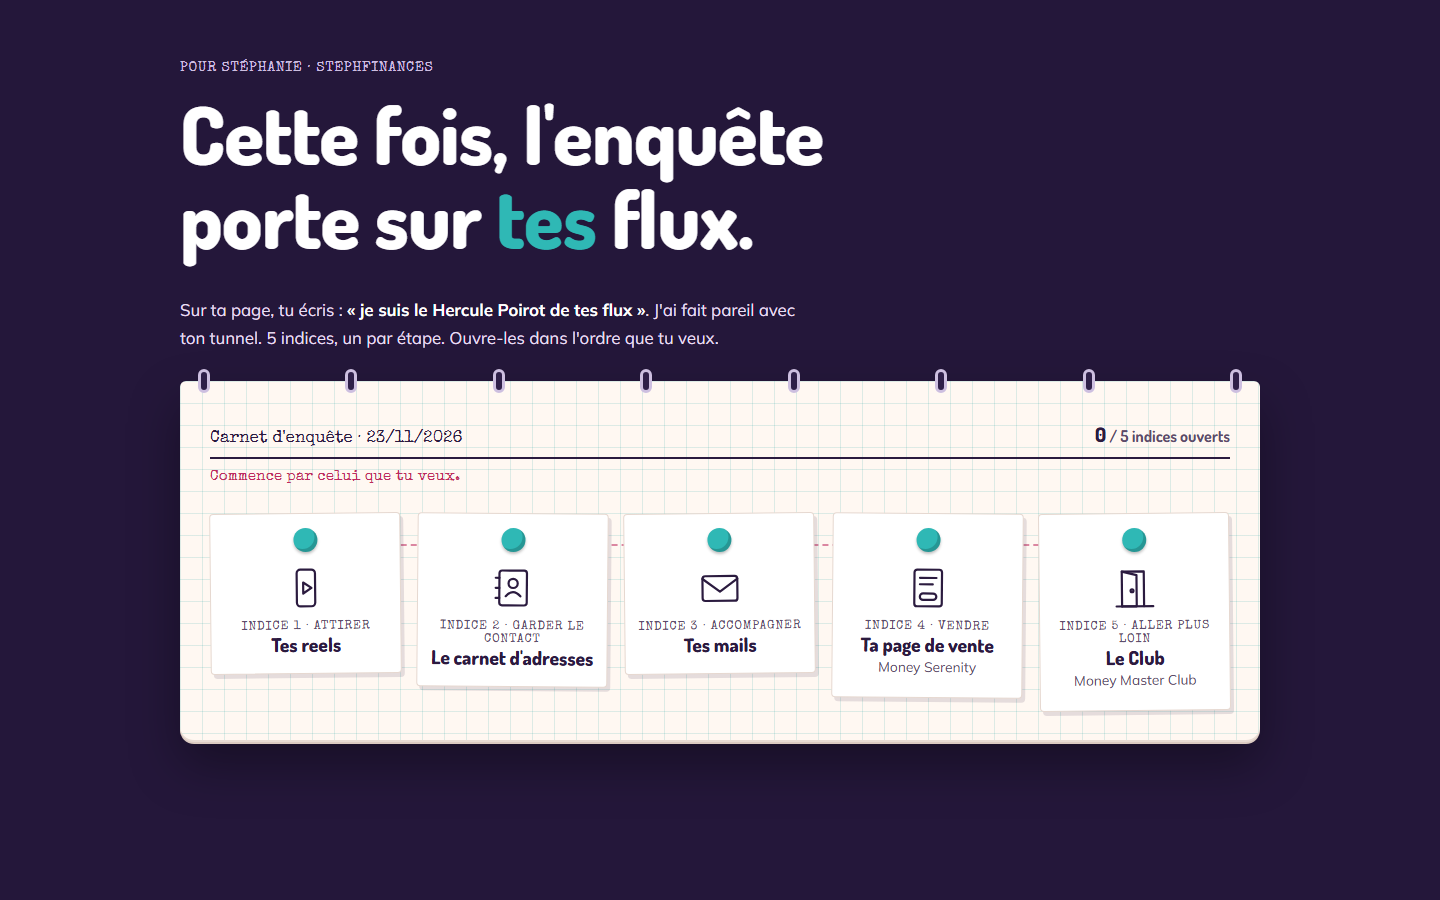 POUR STÉPHANIE · STEPHFINANCES
Cette fois, l'enquête
porte sur tes flux.
Sur ta page, tu écris : « je suis le Hercule Poirot de tes flux ». J'ai fait pareil avec
ton tunnel. 5 indices, un par étape. Ouvre-les dans l'ordre que tu veux.
Carnet d'enquête · 23/11/2026
0 / 5 indices ouverts
Commence par celui que tu veux.
INDICE 1 · ATTIRER
Tes reels
INDICE 2 · GARDER LE
CONTACT
Le carnet d'adresses
INDICE 3 · ACCOMPAGNER
Tes mails
INDICE 4 · VENDRE
Ta page de vente
Money Serenity
INDICE 5 · ALLER PLUS
LOIN
Le Club
Money Master Club